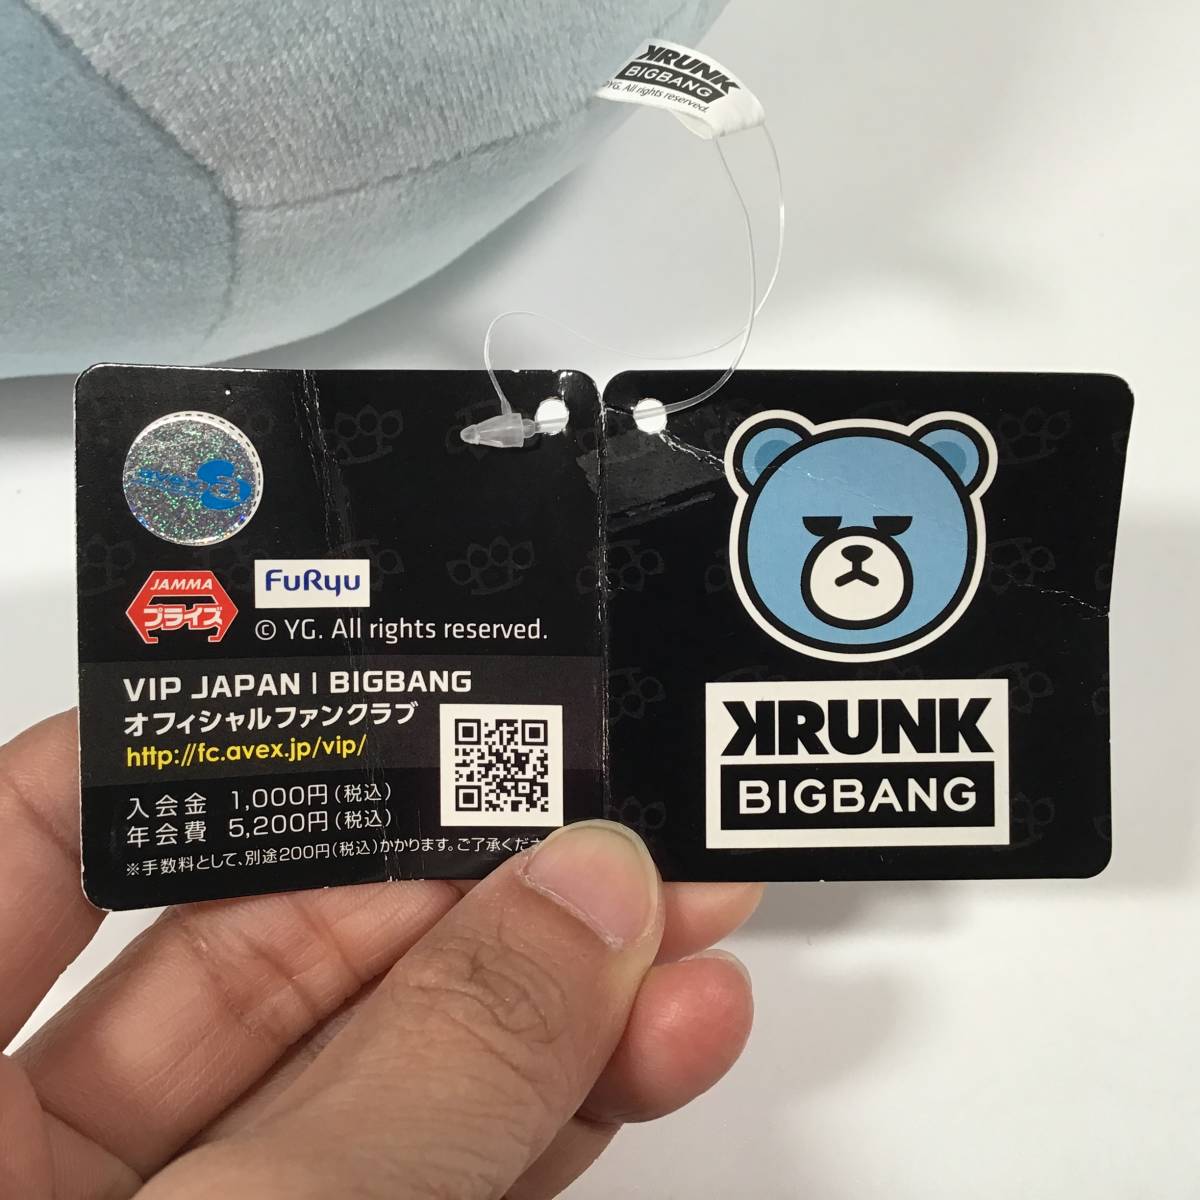 KRUNK
BIGBANG
YG. All rights reserved.
avex
JAMMA
プライズ
FuRyu
© YG. All rights reserved.
VIP JAPAN | BIGBANG
オフィシャルファンクラブ
http://fc.avex.jp/vip/
入会金 1,000円(税込)
年会費 5,200円(税込)
※手数料として、別途200円(税込)かかります。ご了承くださ
KRUNK
BIGBANG